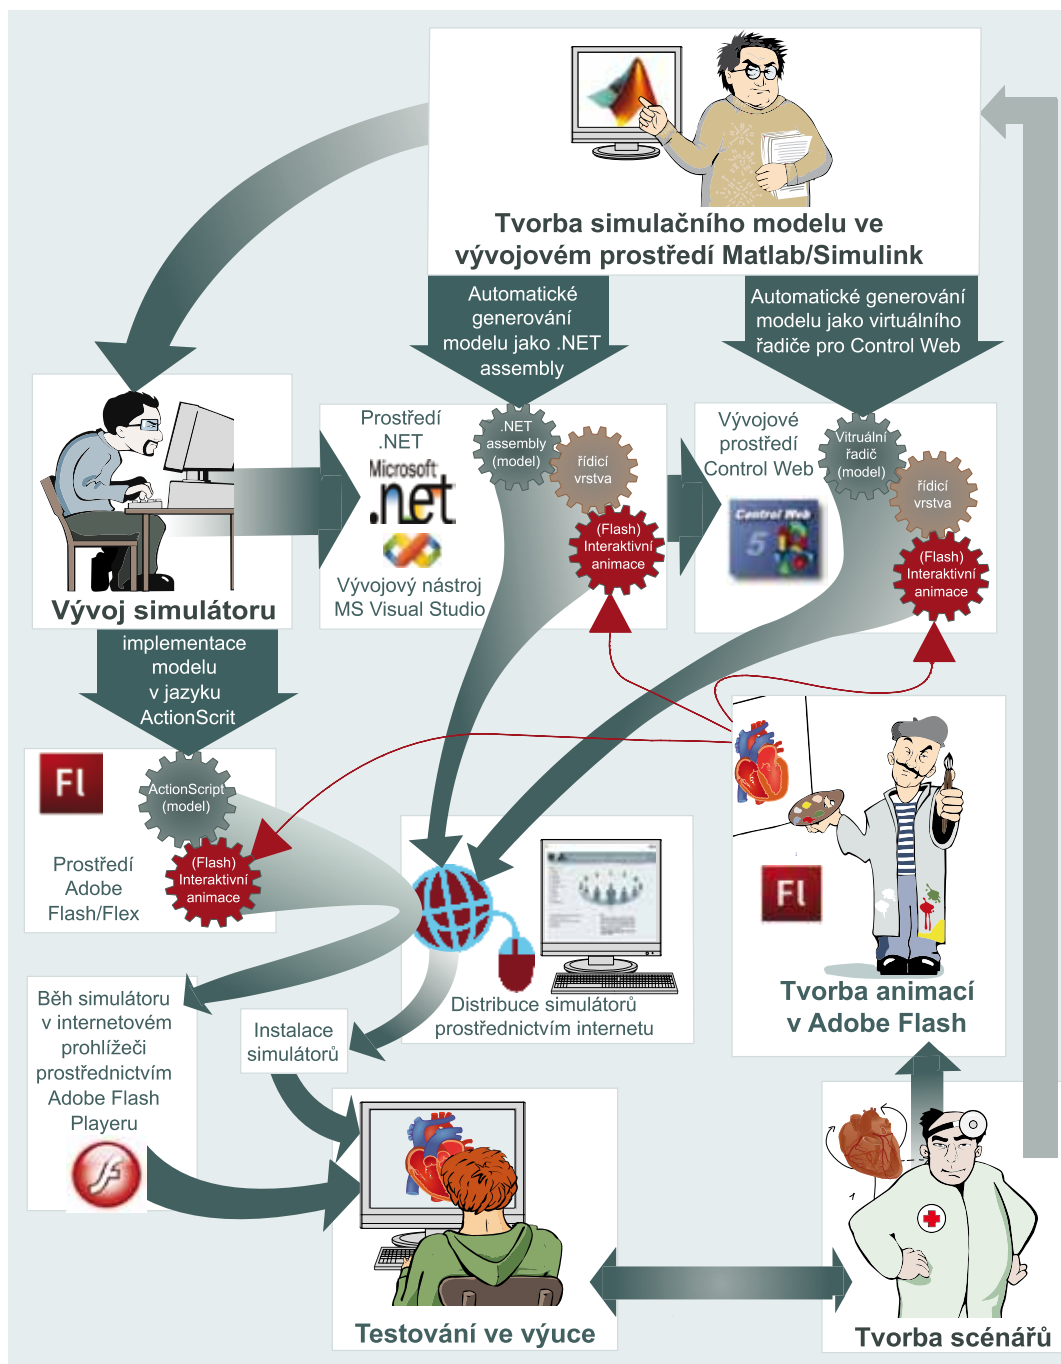 Tvorba simulačního modelu ve
vývojovém prostředí Matlab/Simulink
Automatické
generování
modelu jako .NET
assembly
Automatické generování
modelu jako virtuálního
řadiče pro Control Web
Vývoj simulátoru
Prostředí
.NET
Microsoft
.net
Vývojový nástroj
MS Visual Studio
.NET
assembly
(model)
řídicí
vrstva
(Flash)
Interaktivní
animace
Vývojové
prostředí
Control Web
Control Web
5
Vitruální
řadič
(model)
řídicí
vrstva
(Flash)
Interaktivní
animace
implementace
modelu
v jazyku
ActionScrit
Fl
ActionScript
(model)
(Flash)
Interaktivní
animace
Prostředí
Adobe
Flash/Flex
Distribuce simulátorů
prostřednictvím internetu
Fl
Tvorba animací
v Adobe Flash
Běh simulátoru
v internetovém
prohlížeči
prostřednictvím
Adobe Flash
Playeru
Instalace
simulátorů
Testování ve výuce
Tvorba scénářů